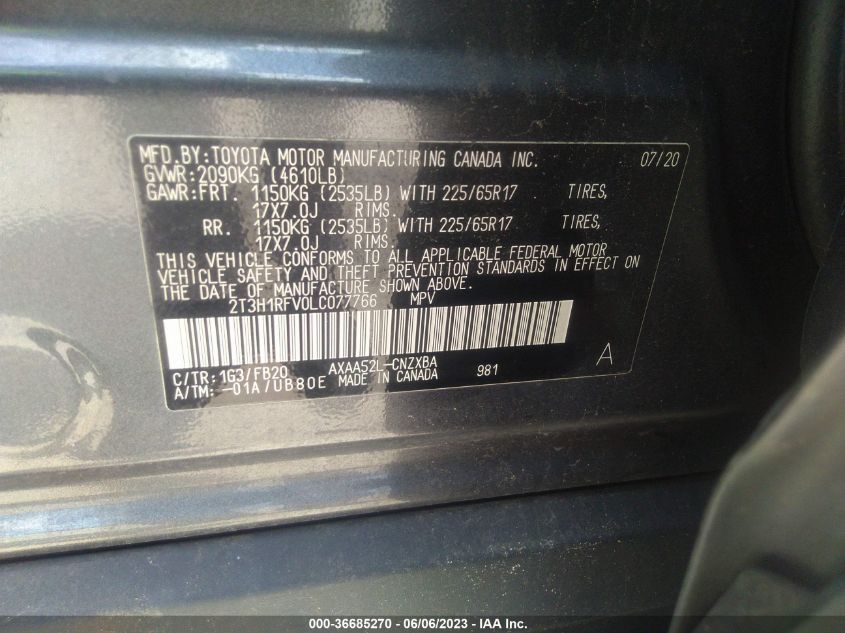 MFD.BY:TOYOTA MOTOR MANUFACTURING CANADA INC. 07/20
GVWR:2090KG (4610LB)
GAWR:FRT. 1150KG (2535LB) WITH 225/65R17 TIRES,
17X7.0J RIMS.
RR. 1150KG (2535LB) WITH 225/65R17 TIRES,
17X7.0J RIMS.
THIS VEHICLE CONFORMS TO ALL APPLICABLE FEDERAL MOTOR
VEHICLE SAFETY AND THEFT PREVENTION STANDARDS IN EFFECT ON
THE DATE OF MANUFACTURE SHOWN ABOVE.
2T3H1RFV0LC077766 MPV
C/TR:1G3/FB20 AXAA52L-CNZXBA 981 A
A/TM:-01A/UB80E MADE IN CANADA
000-36685270 - 06/06/2023 - IAA Inc.